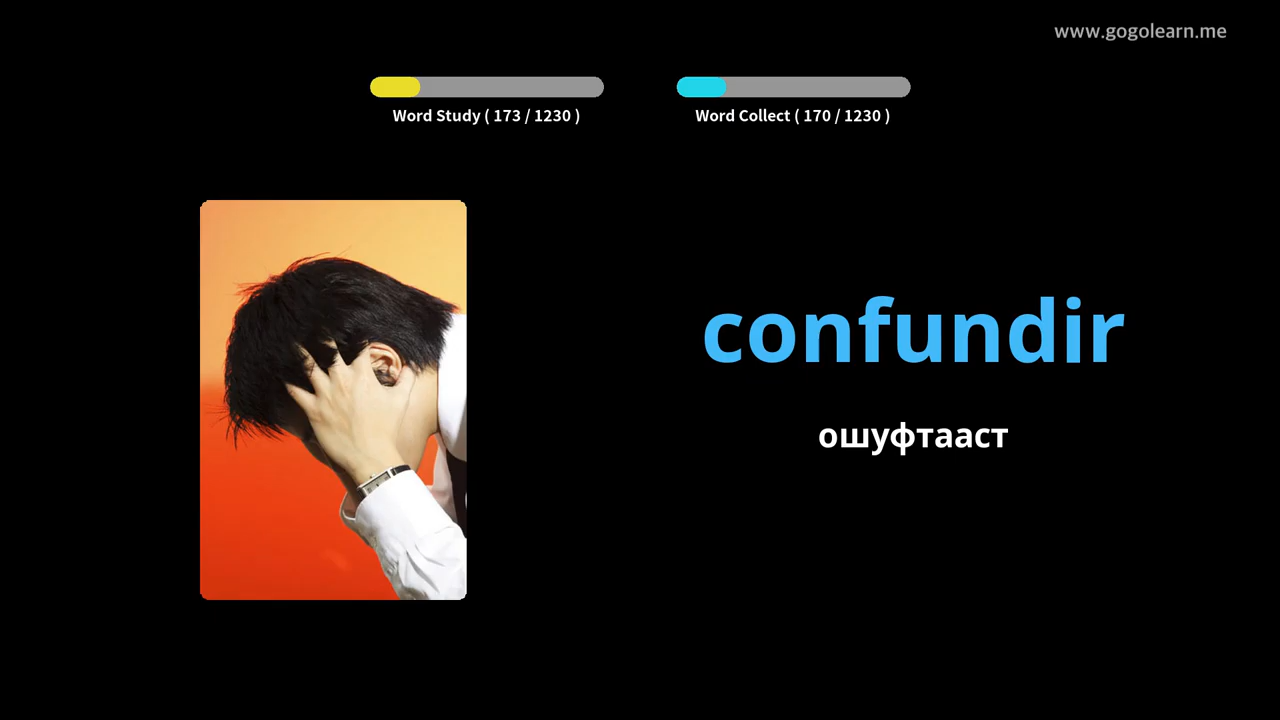 www.gogolearn.me
Word Study ( 173 / 1230 )
Word Collect ( 170 / 1230 )
confundir
ошуфтааст